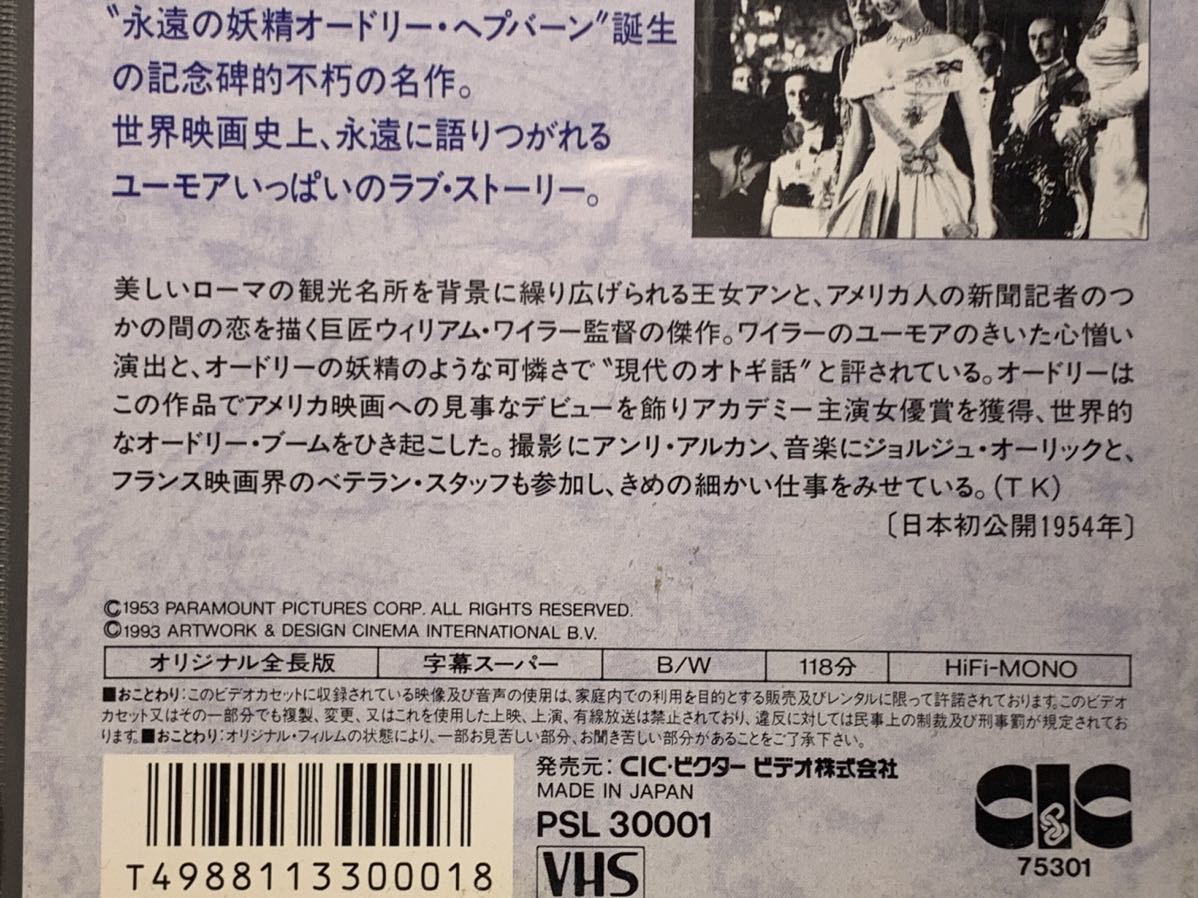 〝永遠の妖精オードリー・ヘプバーン〟誕生
の記念碑的不朽の名作。
世界映画史上、永遠に語りつがれる
ユーモアいっぱいのラブ・ストーリー。
美しいローマの観光名所を背景に繰り広げられる王女アンと、アメリカ人の新聞記者のつ
かの間の恋を描く巨匠ウィリアム・ワイラー監督の傑作。ワイラーのユーモアのきいた心憎い
演出と、オードリーの妖精のような可憐さで〝現代のオトギ話〟と評されている。オードリーは
この作品でアメリカ映画への見事なデビューを飾りアカデミー主演女優賞を獲得、世界的
なオードリー・ブームをひき起こした。撮影にアンリ・アルカン、音楽にジョルジュ・オーリックと、
フランス映画界のベテラン・スタッフも参加し、きめの細かい仕事をみせている。(TK)
〔日本初公開1954年〕
©1953 PARAMOUNT PICTURES CORP. ALL RIGHTS RESERVED.
©1993 ARTWORK & DESIGN CINEMA INTERNATIONAL B.V.
オリジナル全長版 字幕スーパー B/W 118分 HiFi-MONO
■おことわり:このビデオカセットに収録されている映像及び音声の使用は、家庭内での利用を目的とする販売及びレンタルに限って許諾されております。このビデオ
カセット又はその一部分でも複製、変更、又はこれを使用した上映、上演、有線放送は禁止されており、違反に対しては民事上の制裁及び刑事罰が規定されてお
ります。■おことわり:オリジナル・フィルムの状態により、一部お見苦しい部分、お聞き苦しい部分があることをご了承下さい。
発売元:CIC・ビクター ビデオ株式会社
MADE IN JAPAN
PSL 30001
VHS
T4988113300018
CIC
75301